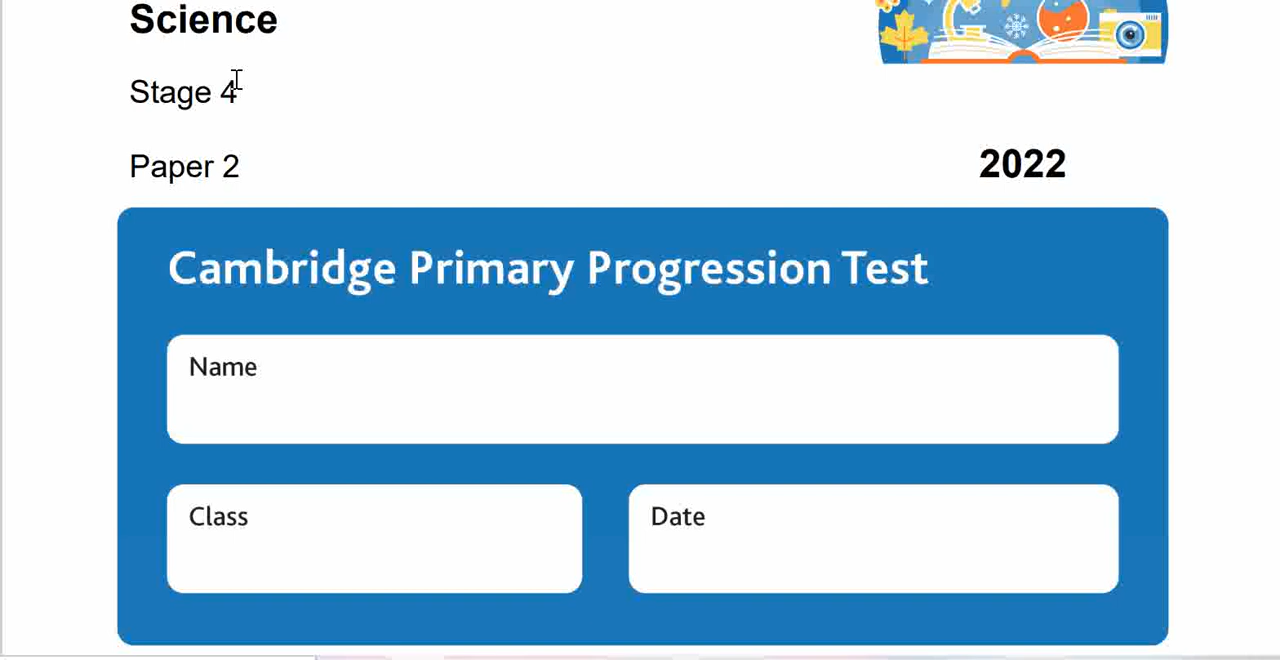 Science
Stage 4
Paper 2
2022
Cambridge Primary Progression Test
Name
Class
Date